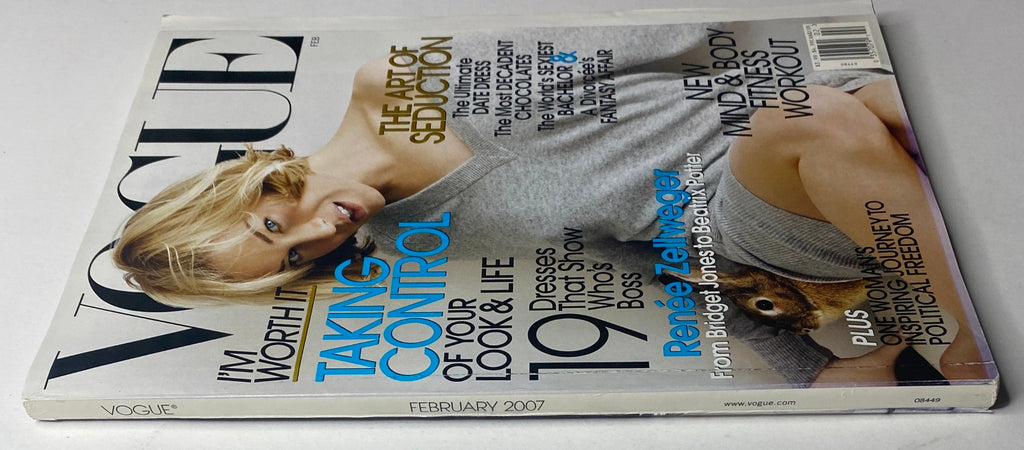 VOGUE
FEB
I'M
WORTH IT
TAKING
CONTROL
OF YOUR
LOOK & LIFE
19
Dresses
That Show
Who's
Boss
Renée Zellweger
From Bridget Jones to Beatrix Potter
PLUS
ONE WOMAN'S
INSPIRING JOURNEY TO
POLITICAL FREEDOM
THE ART OF
SEDUCTION
The Ultimate
DATE DRESS
The Most DECADENT
CHOCOLATES
The World's SEXIEST
BACHELOR &
A Divorcée's
FANTASY AFFAIR
NEW
MIND & BODY
FITNESS
WORKOUT
VOGUE®
FEBRUARY 2007
www.vogue.com
08449